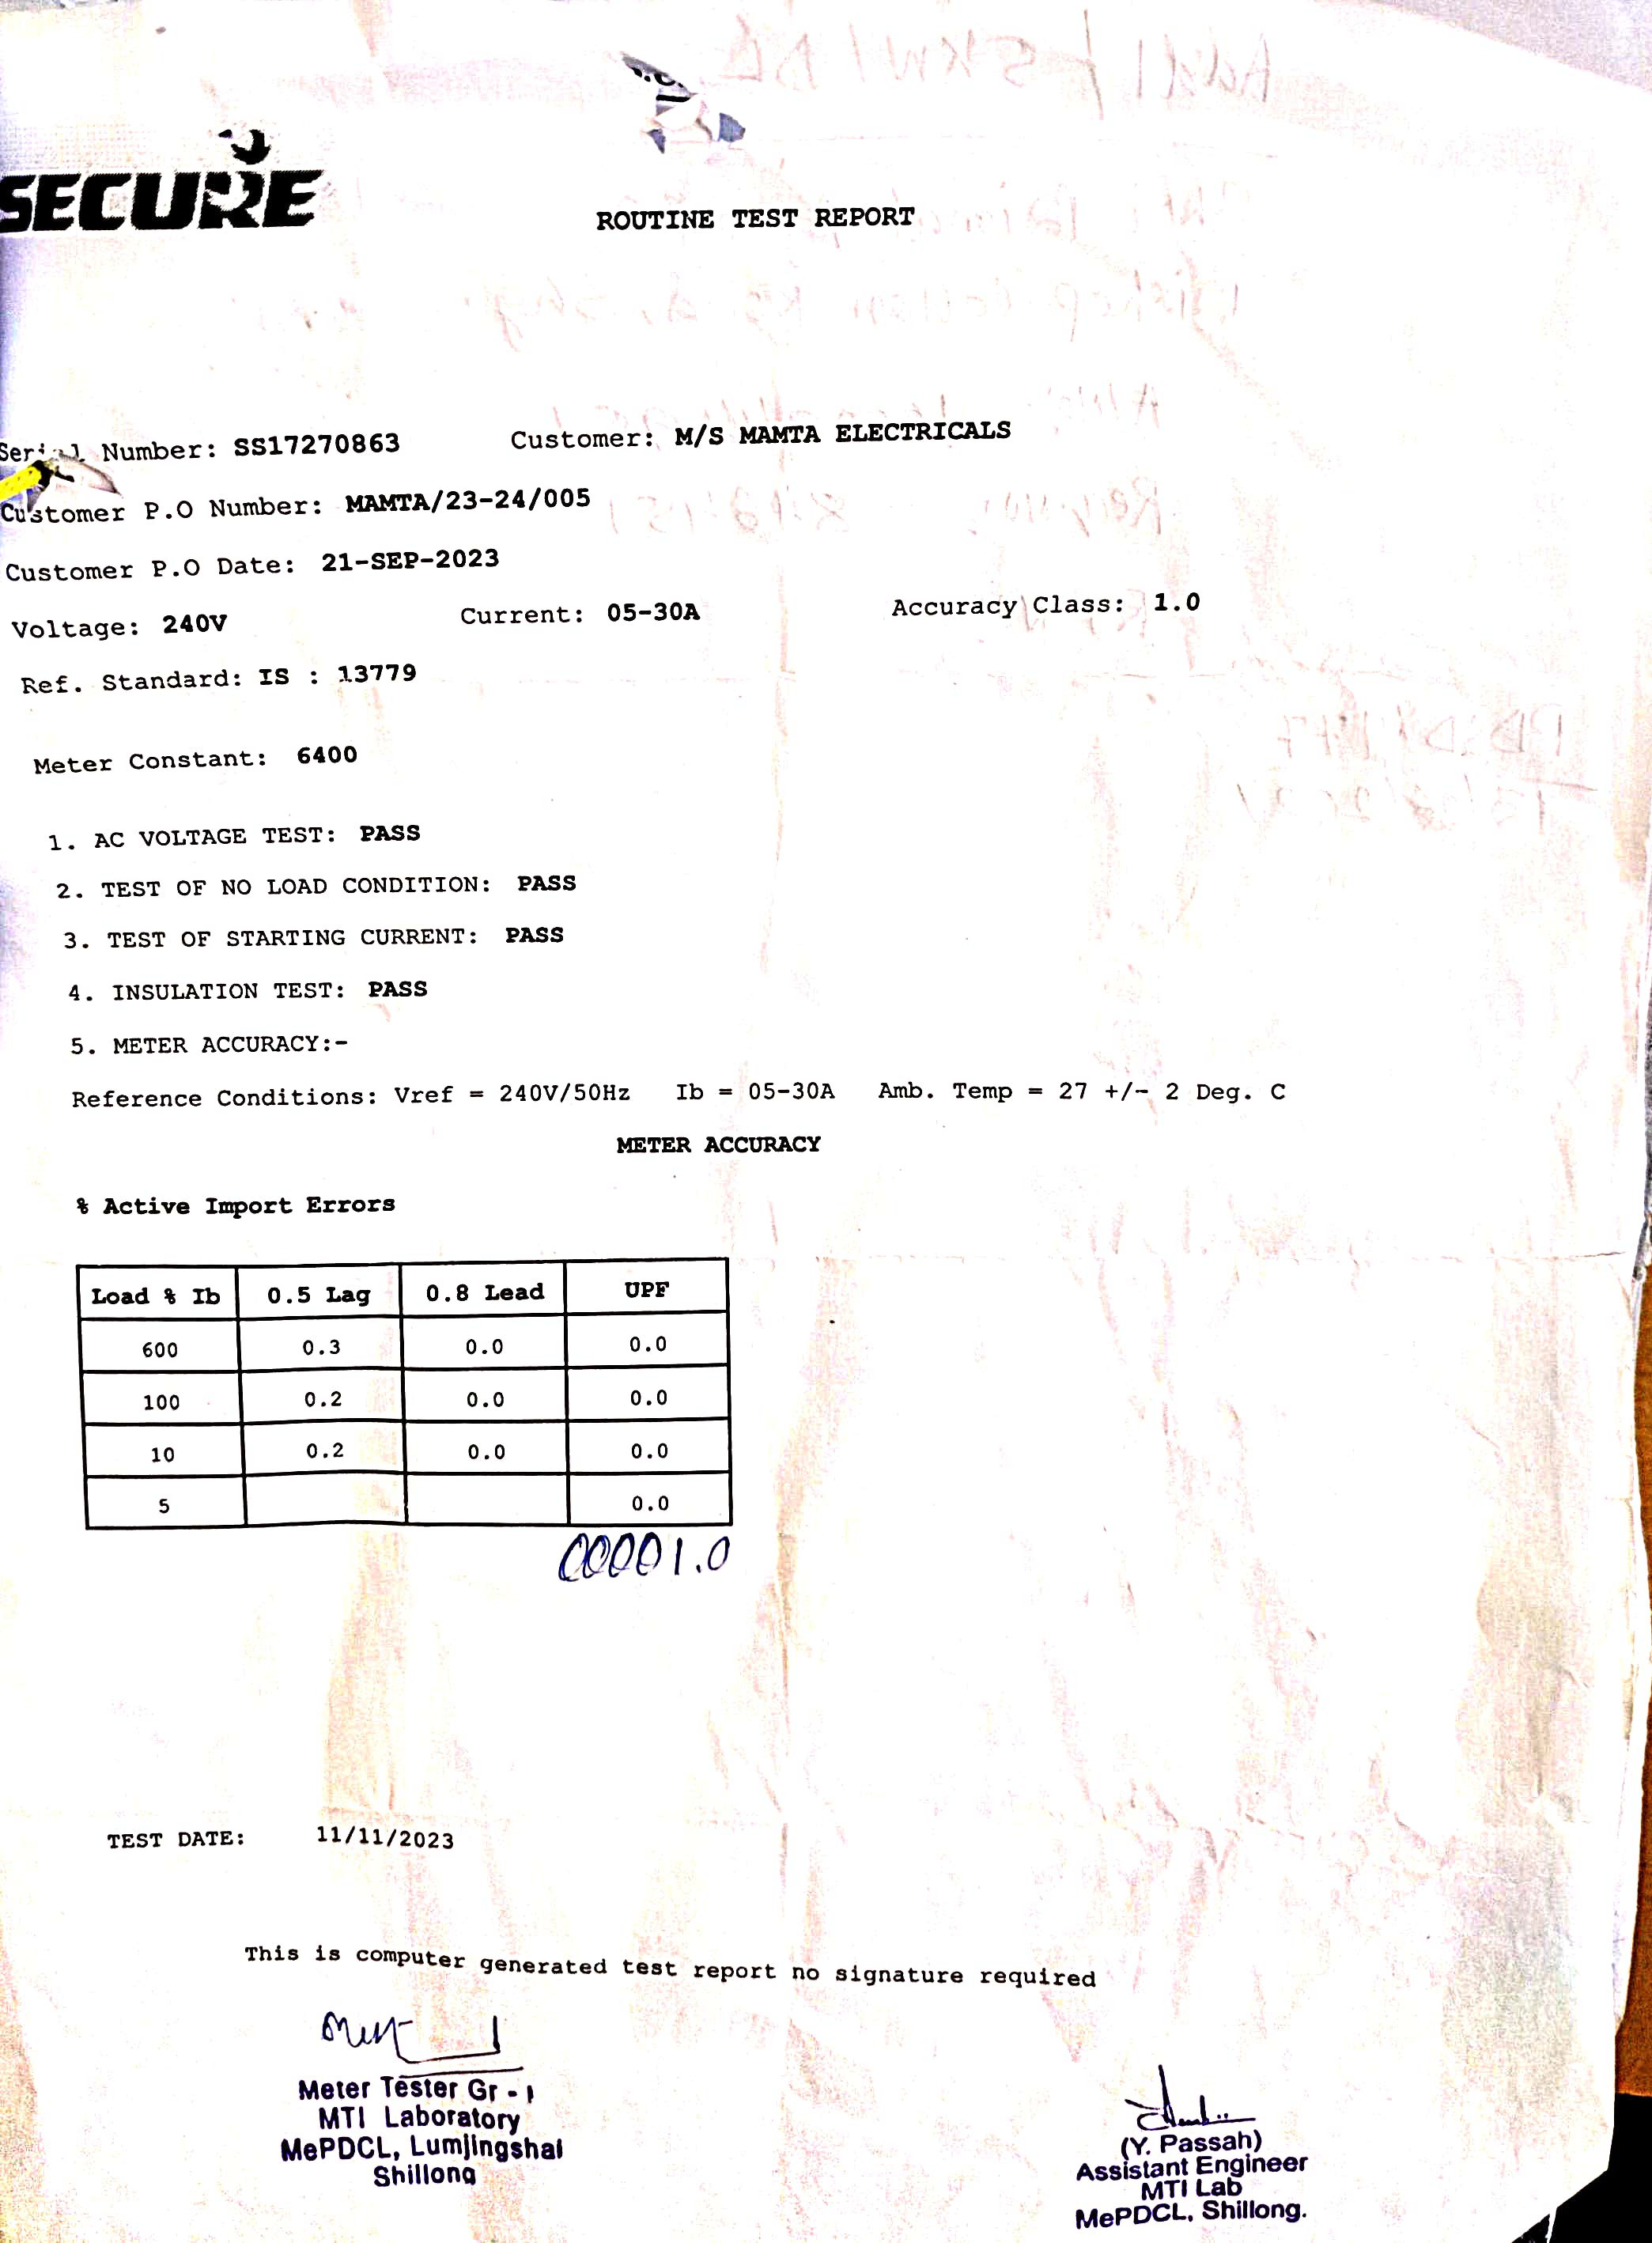 SECURE
ROUTINE TEST REPORT
Serial Number: SS17270863 Customer: M/S MAMTA ELECTRICALS
Customer P.O Number: MAMTA/23-24/005
Customer P.O Date: 21-SEP-2023
Voltage: 240V Current: 05-30A Accuracy Class: 1.0
Ref. Standard: IS : 13779
Meter Constant: 6400
1. AC VOLTAGE TEST: PASS
2. TEST OF NO LOAD CONDITION: PASS
3. TEST OF STARTING CURRENT: PASS
4. INSULATION TEST: PASS
5. METER ACCURACY:-
Reference Conditions: Vref = 240V/50Hz Ib = 05-30A Amb. Temp = 27 +/- 2 Deg. C
METER ACCURACY
% Active Import Errors
Load % Ib 0.5 Lag 0.8 Lead UPF
600 0.3 0.0 0.0
100 0.2 0.0 0.0
10 0.2 0.0 0.0
5 0.0
00001.0
TEST DATE: 11/11/2023
This is computer generated test report no signature required
Meter Tester Gr - I
MTI Laboratory
MePDCL, Lumjingshai
Shillong
(Y. Passah)
Assistant Engineer
MTI Lab
MePDCL, Shillong.